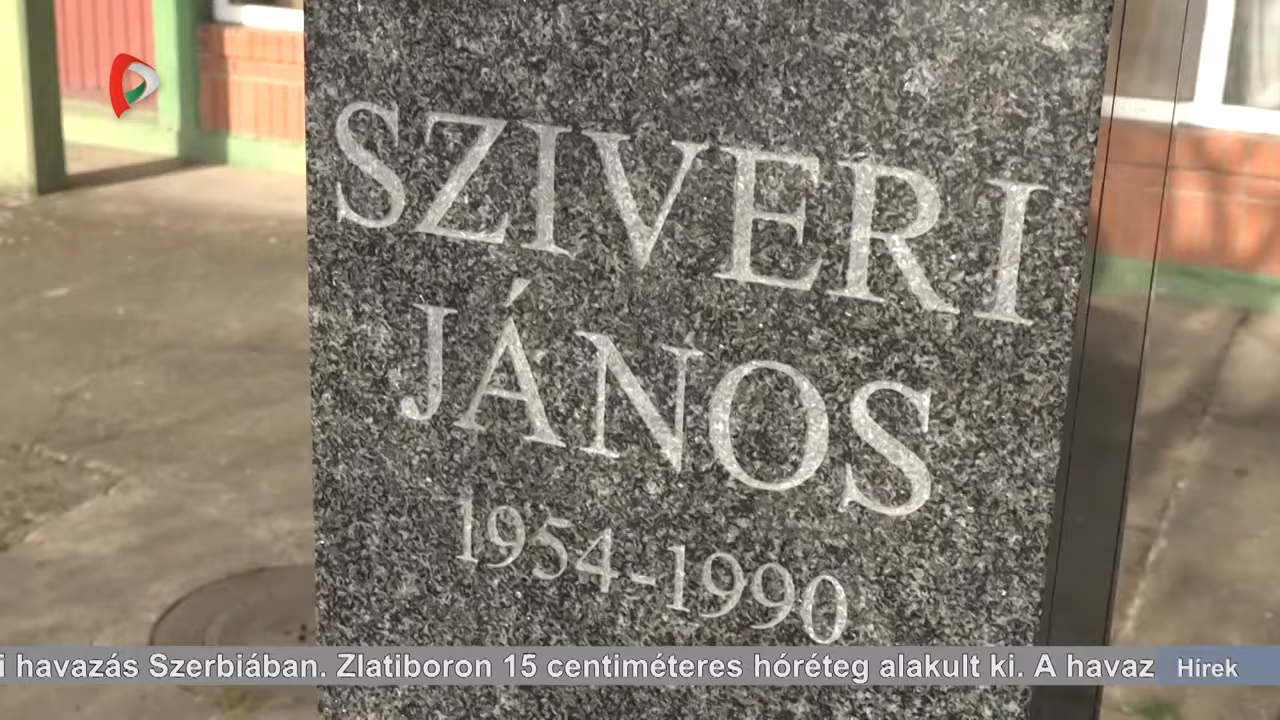 SZIVERI
JÁNOS
1954-1990
i havazás Szerbiában. Zlatiboron 15 centiméteres hóréteg alakult ki. A havaz
Hírek